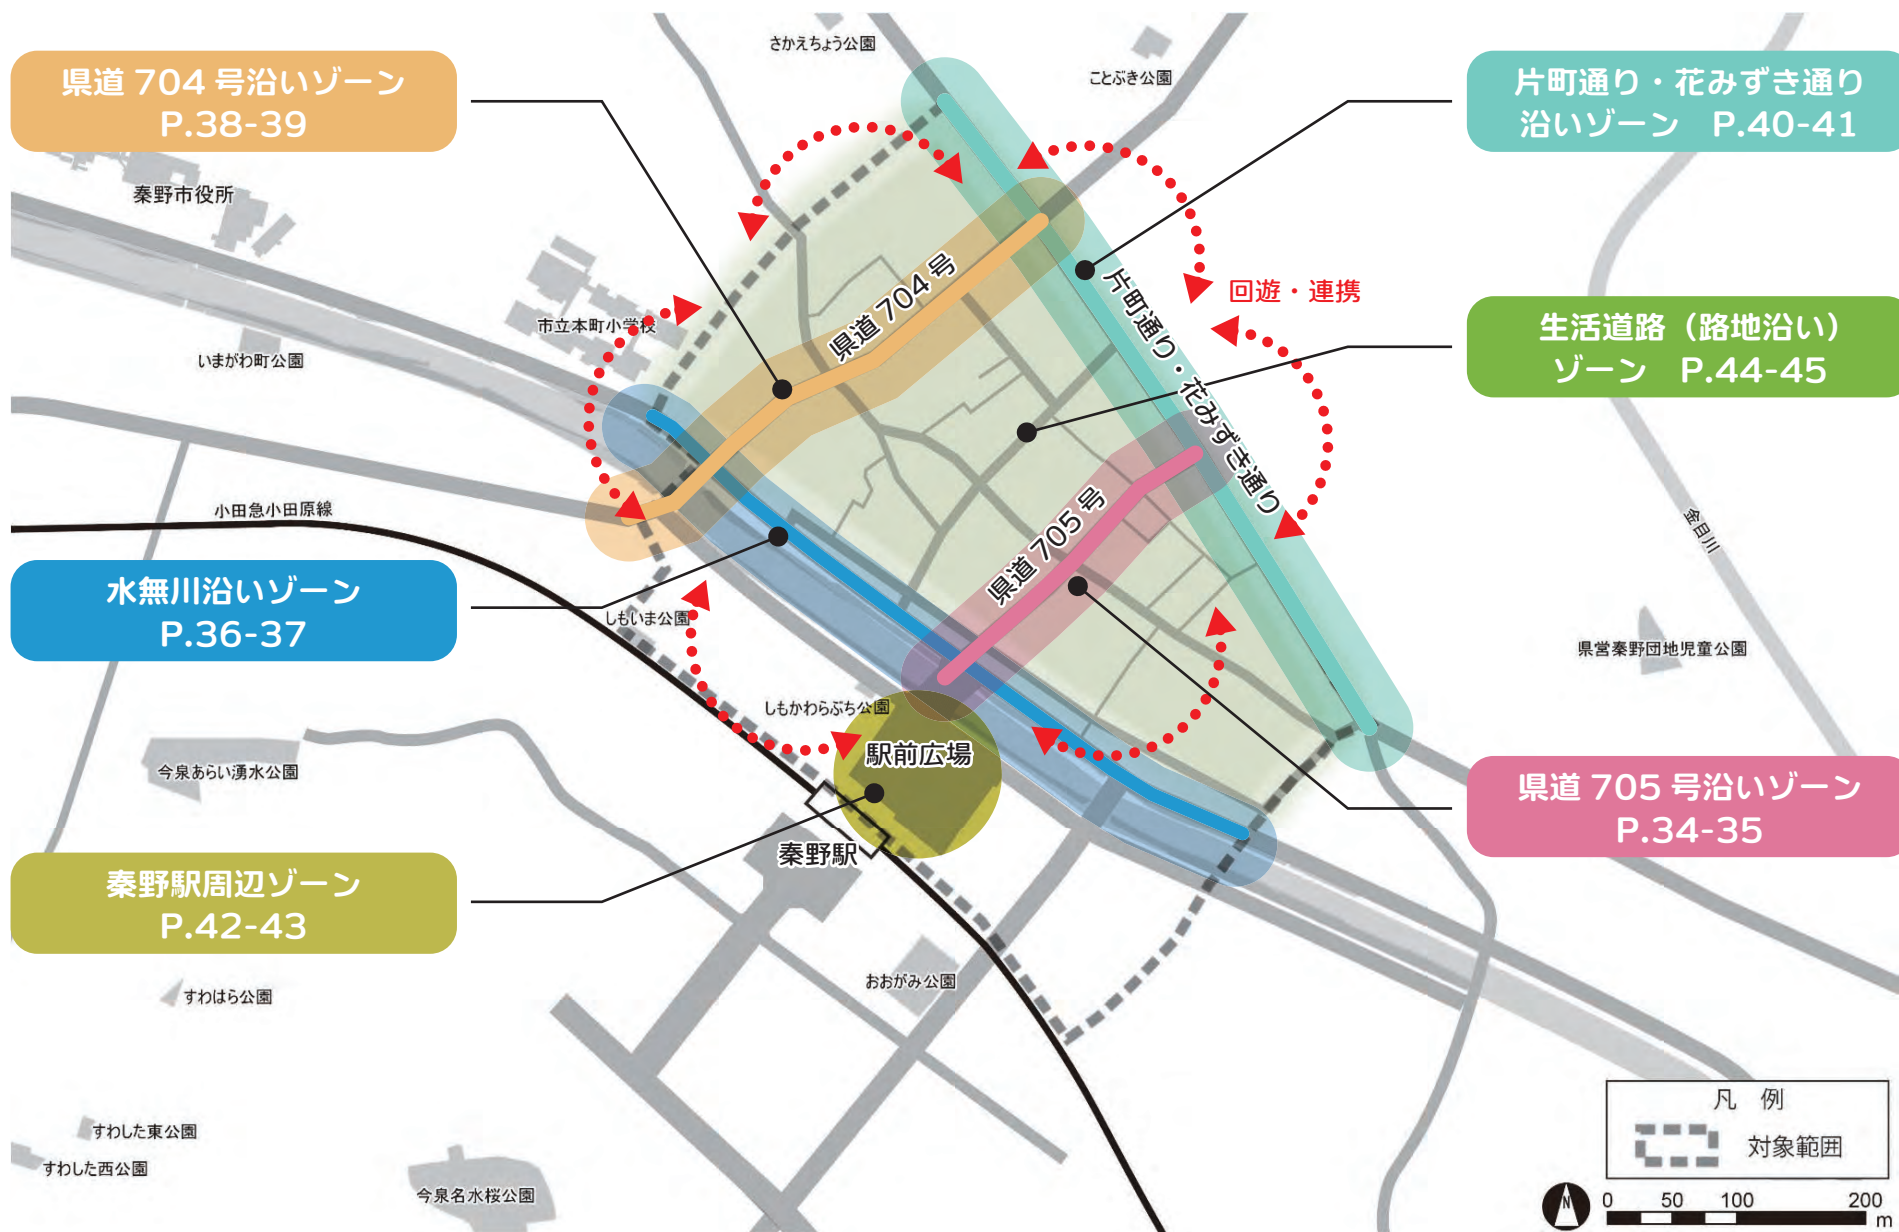 さかえちょう公園
ことぶき公園
県道 704 号沿いゾーン
P.38-39
片町通り・花みずき通り
沿いゾーン　P.40-41
秦野市役所
県道 704 号
片町通り・花みずき通り
回遊・連携
市立本町小学校
いまがわ町公園
生活道路（路地沿い）
ゾーン　P.44-45
小田急小田原線
県道 705 号
金目川
水無川沿いゾーン
P.36-37
しもいま公園
県営秦野団地児童公園
しもかわらぶち公園
駅前広場
今泉あらい湧水公園
県道 705 号沿いゾーン
P.34-35
秦野駅
秦野駅周辺ゾーン
P.42-43
おおがみ公園
すわはら公園
すわした東公園
すわした西公園
今泉名水桜公園
凡　例
対象範囲
N
0 50 100 200
m